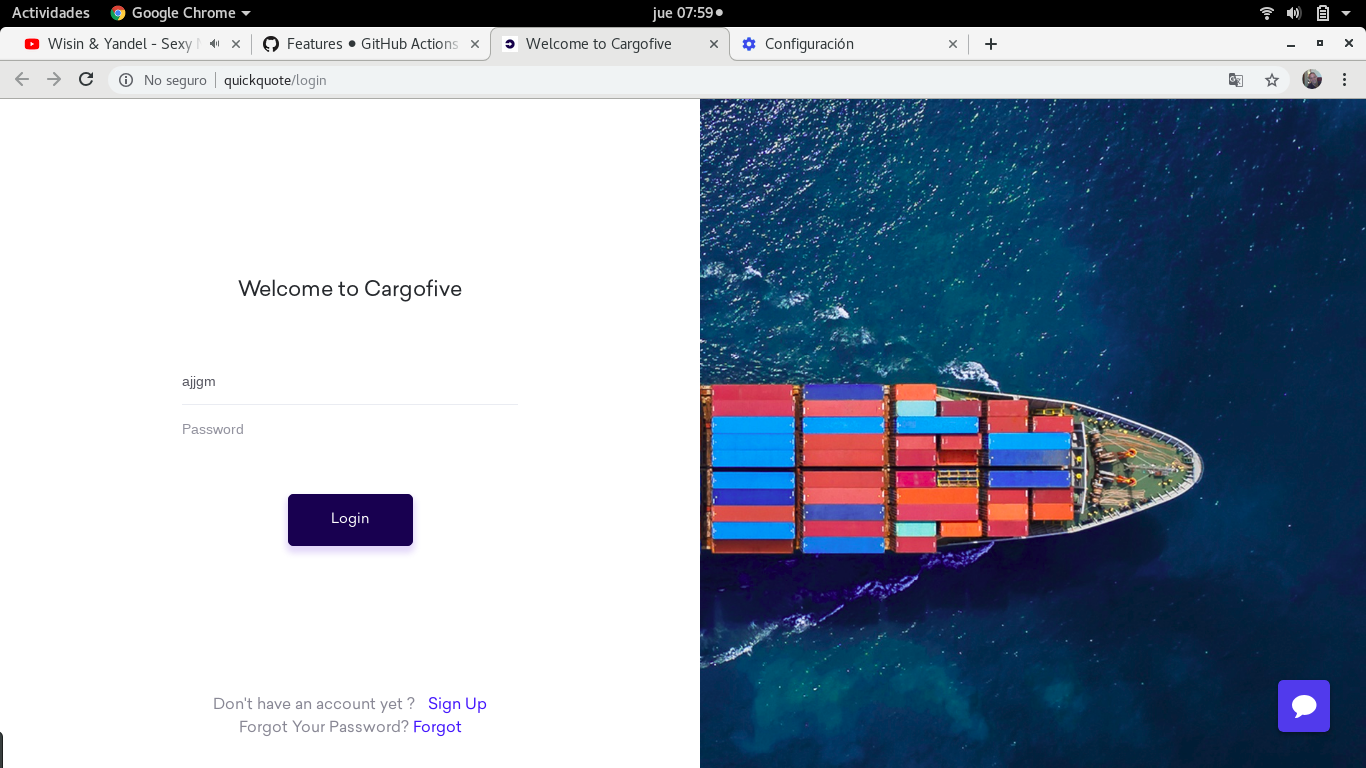 Actividades Google Chrome jue 07:59
Wisin & Yandel - Sexy Features ● GitHub Actions Welcome to Cargofive Configuración
No seguro quickquote/login
Welcome to Cargofive
ajjgm
Password
Login
Don't have an account yet ? Sign Up
Forgot Your Password? Forgot